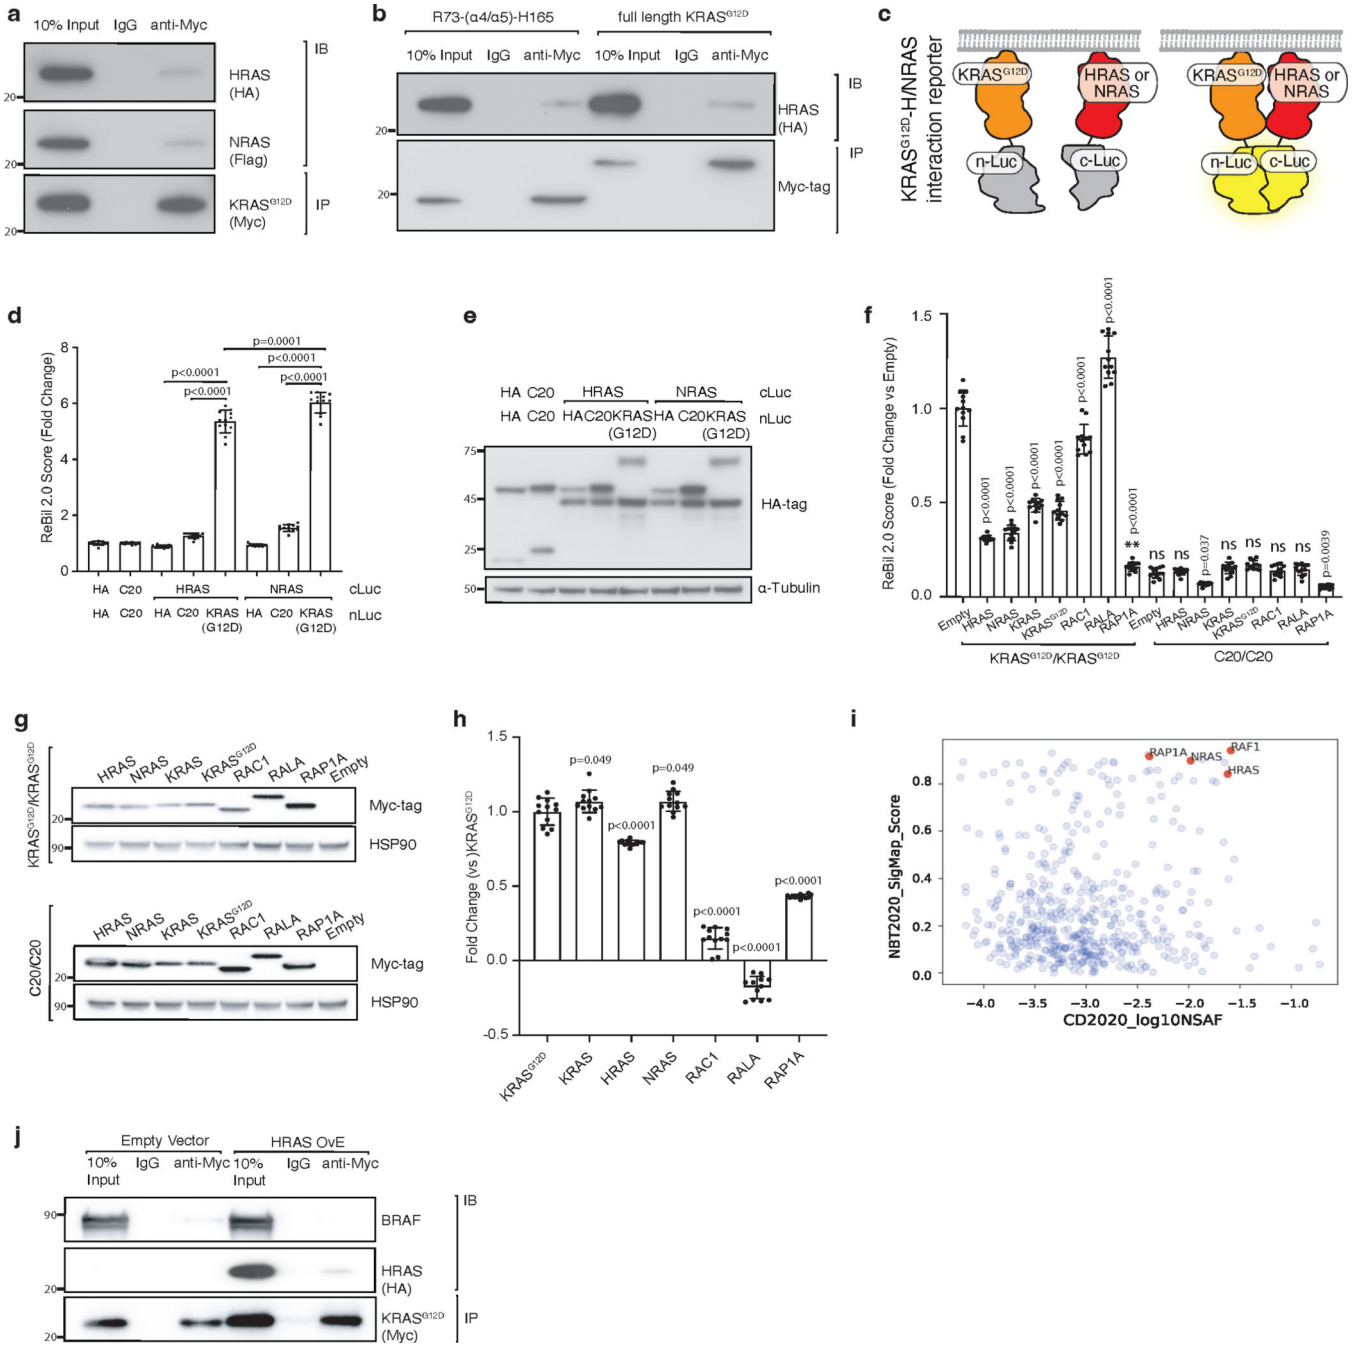 a
10% Input IgG anti-Myc
IB
HRAS
(HA)
20
NRAS
(Flag)
20
KRASG12D
(Myc)
IP
20
b
R73-(α4/α5)-H165 full length KRASG12D
10% Input IgG anti-Myc 10% Input IgG anti-Myc
IB
HRAS
(HA)
20
IP
Myc-tag
20
c
KRASG12D-H/NRAS
interaction reporter
KRASG12D
HRAS or
NRAS
n-Luc
c-Luc
KRASG12D
HRAS or
NRAS
n-Luc
c-Luc
d
ReBil 2.0 Score (Fold Change)
8
6
4
2
0
p=0.0001
p<0.0001
p<0.0001
p<0.0001
p<0.0001
HA C20 HRAS NRAS cLuc
HA C20 HA C20 KRAS HA C20 KRAS nLuc
(G12D) (G12D)
e
HA C20 HRAS NRAS cLuc
HA C20 HA C20 KRAS HA C20 KRAS nLuc
(G12D) (G12D)
75
45
25
HA-tag
50
α-Tubulin
f
ReBil 2.0 Score (Fold Change vs Empty)
1.5
1.0
0.5
0.0
p<0.0001
p<0.0001
p<0.0001
p<0.0001
p<0.0001
p<0.0001
** p<0.0001
ns
ns
p=0.037
ns
ns
ns
ns
p=0.0039
Empty HRAS NRAS KRAS KRASG12D RAC1 RALA RAP1A Empty HRAS NRAS KRAS KRASG12D RAC1 RALA RAP1A
KRASG12D/KRASG12D C20/C20
g
KRASG12D/KRASG12D
HRAS NRAS KRAS KRASG12D RAC1 RALA RAP1A Empty
Myc-tag
20
90
HSP90
C20/C20
HRAS NRAS KRAS KRASG12D RAC1 RALA RAP1A Empty
Myc-tag
20
90
HSP90
h
Fold Change (vs )KRASG12D
1.5
1.0
0.5
0.0
-0.5
p=0.049
p<0.0001
p=0.049
p<0.0001
p<0.0001
p<0.0001
KRASG12D KRAS HRAS NRAS RAC1 RALA RAP1A
i
NBT2020_SigMap_Score
0.8
0.6
0.4
0.2
0.0
RAP1A NRAS RAF1
HRAS
−4.0 −3.5 −3.0 −2.5 −2.0 −1.5 −1.0
CD2020_log10NSAF
j
Empty Vector HRAS OvE
10% IgG anti-Myc 10% IgG anti-Myc
Input Input
IB
90
BRAF
HRAS
(HA)
20
KRASG12D
(Myc)
IP
20